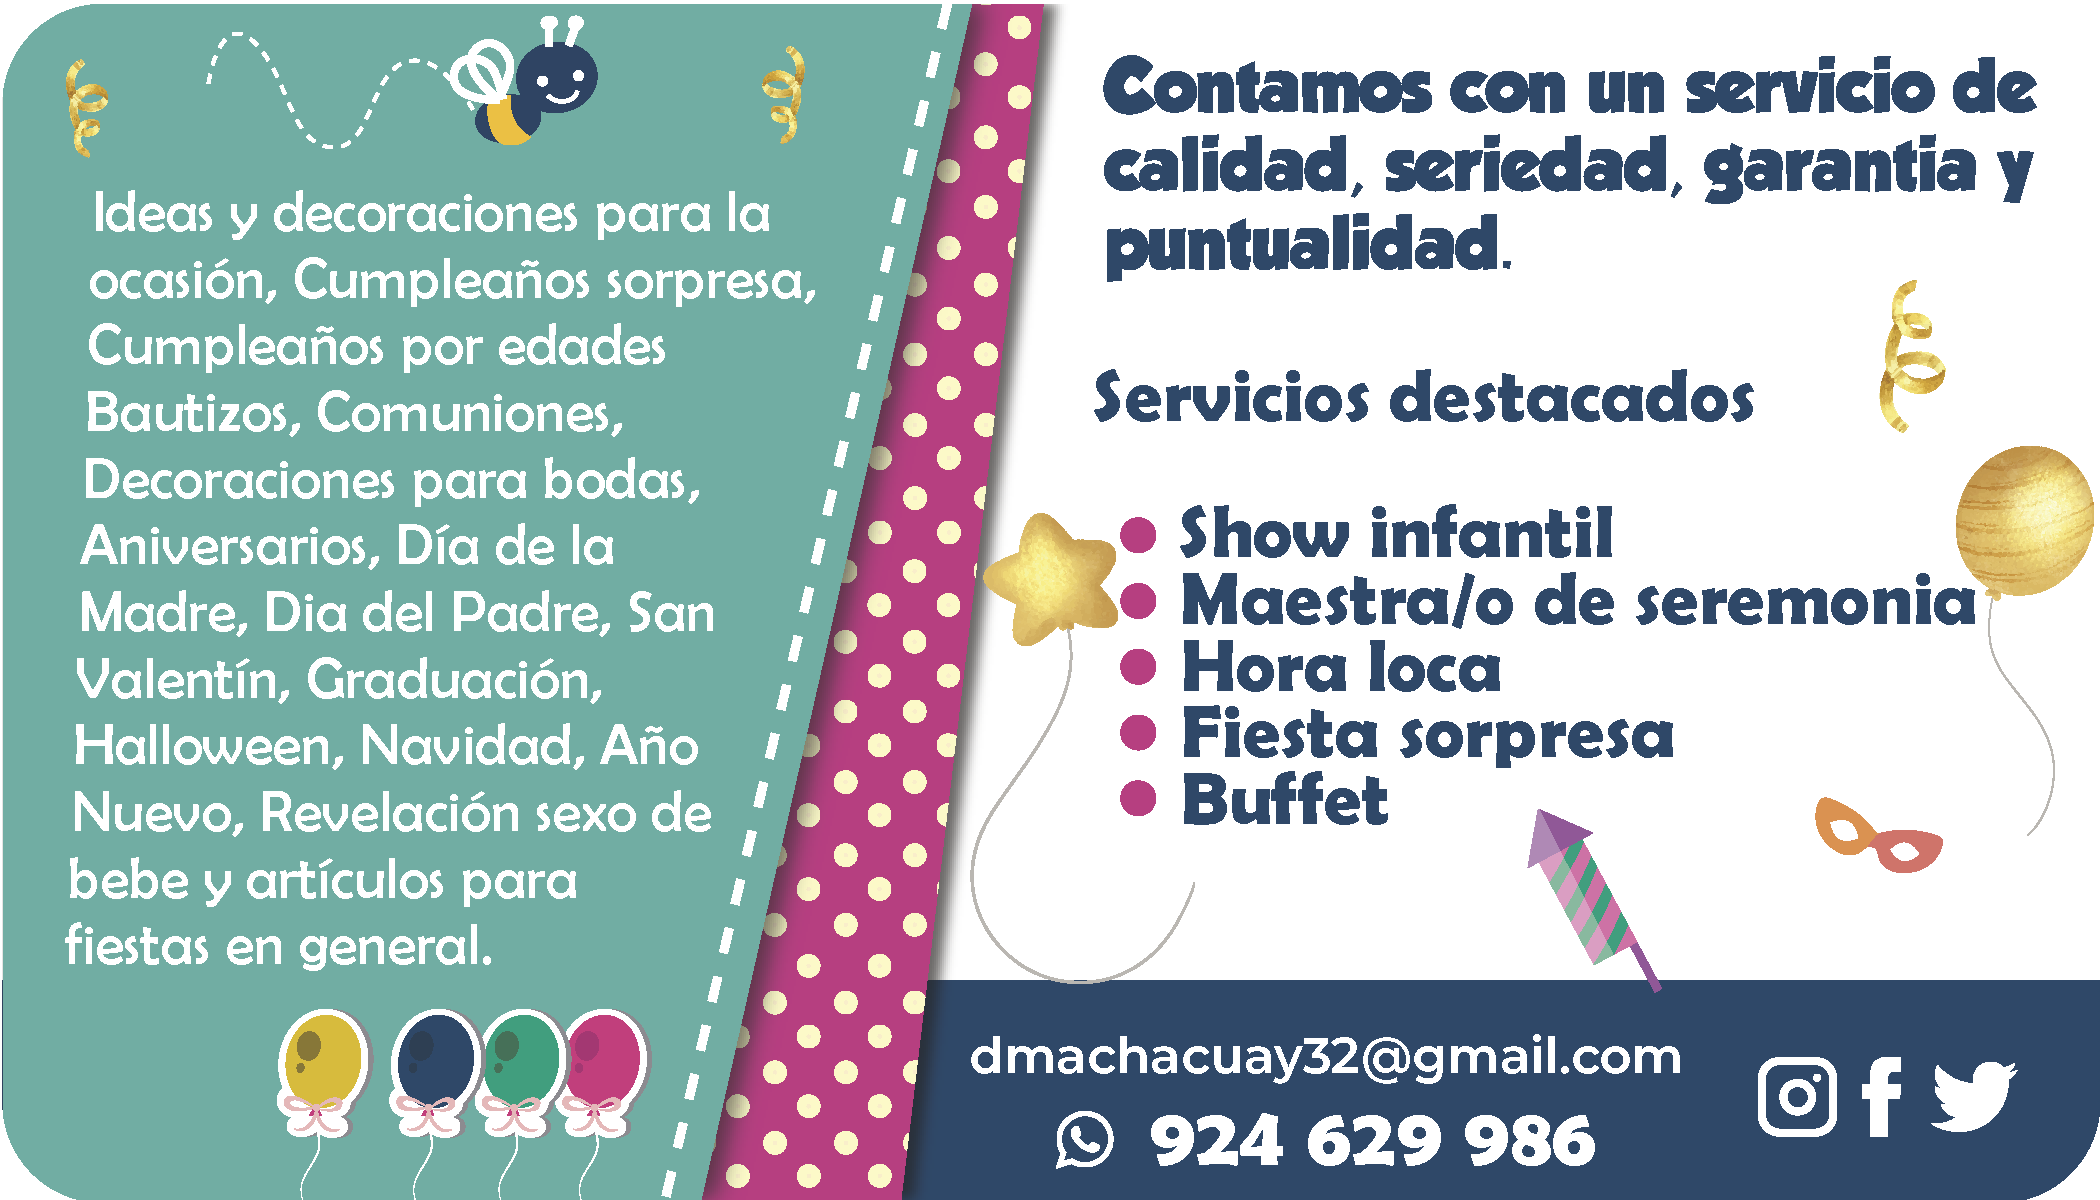 Ideas y decoraciones para la
ocasión, Cumpleaños sorpresa,
Cumpleaños por edades
Bautizos, Comuniones,
Decoraciones para bodas,
Aniversarios, Día de la
Madre, Dia del Padre, San
Valentín, Graduación,
Halloween, Navidad, Año
Nuevo, Revelación sexo de
bebe y artículos para
fiestas en general.
Contamos con un servicio de
calidad, seriedad, garantia y
puntualidad.
Servicios destacados
Show infantil
Maestra/o de seremonia
Hora loca
Fiesta sorpresa
Buffet
dmachacuay32@gmail.com
924 629 986